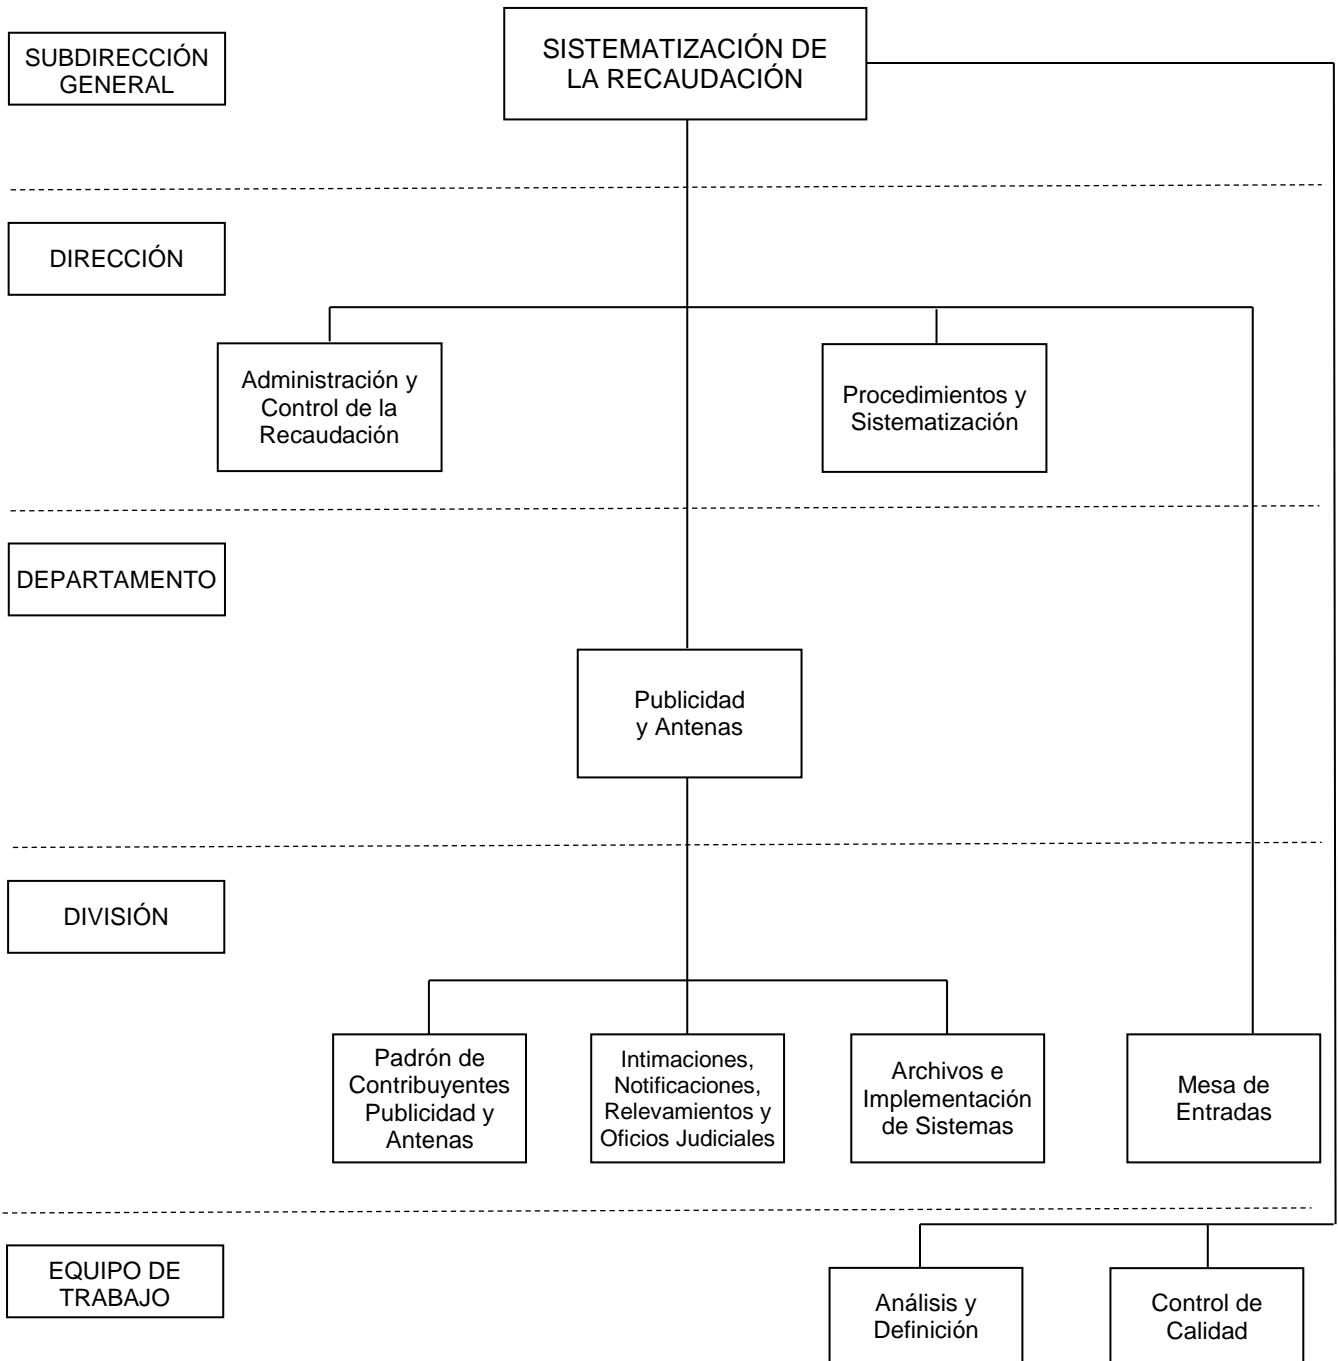 SUBDIRECCIÓN
GENERAL
SISTEMATIZACIÓN DE
LA RECAUDACIÓN
DIRECCIÓN
Administración y
Control de la
Recaudación
Procedimientos y
Sistematización
DEPARTAMENTO
Publicidad
y Antenas
DIVISIÓN
Padrón de
Contribuyentes
Publicidad y
Antenas
Intimaciones,
Notificaciones,
Relevamientos y
Oficios Judiciales
Archivos e
Implementación
de Sistemas
Mesa de
Entradas
EQUIPO DE
TRABAJO
Análisis y
Definición
Control de
Calidad